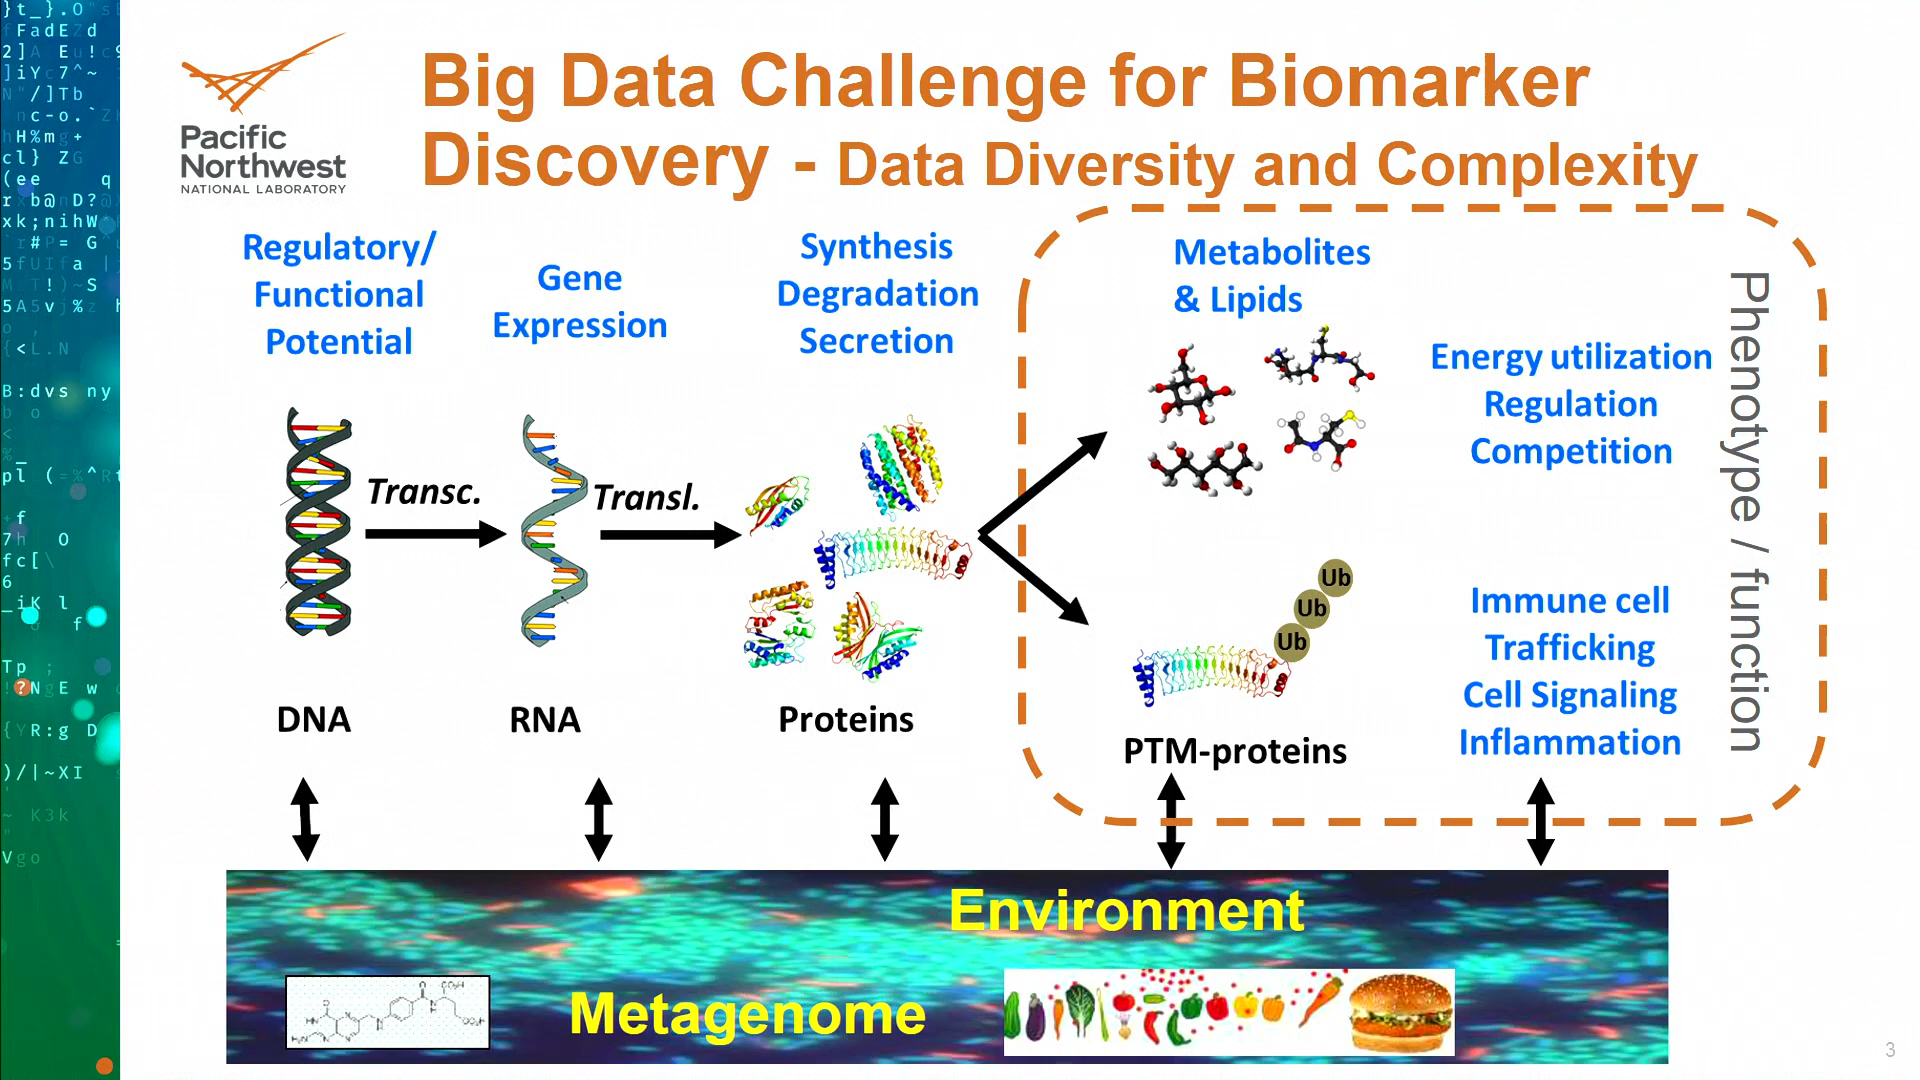 Pacific
Northwest
NATIONAL LABORATORY
Big Data Challenge for Biomarker
Discovery - Data Diversity and Complexity
Regulatory/
Functional
Potential
Gene
Expression
Synthesis
Degradation
Secretion
Metabolites
& Lipids
Energy utilization
Regulation
Competition
Phenotype / function
Transc.
Transl.
Ub
Ub
Ub
Immune cell
Trafficking
Cell Signaling
Inflammation
DNA
RNA
Proteins
PTM-proteins
Environment
Metagenome
3